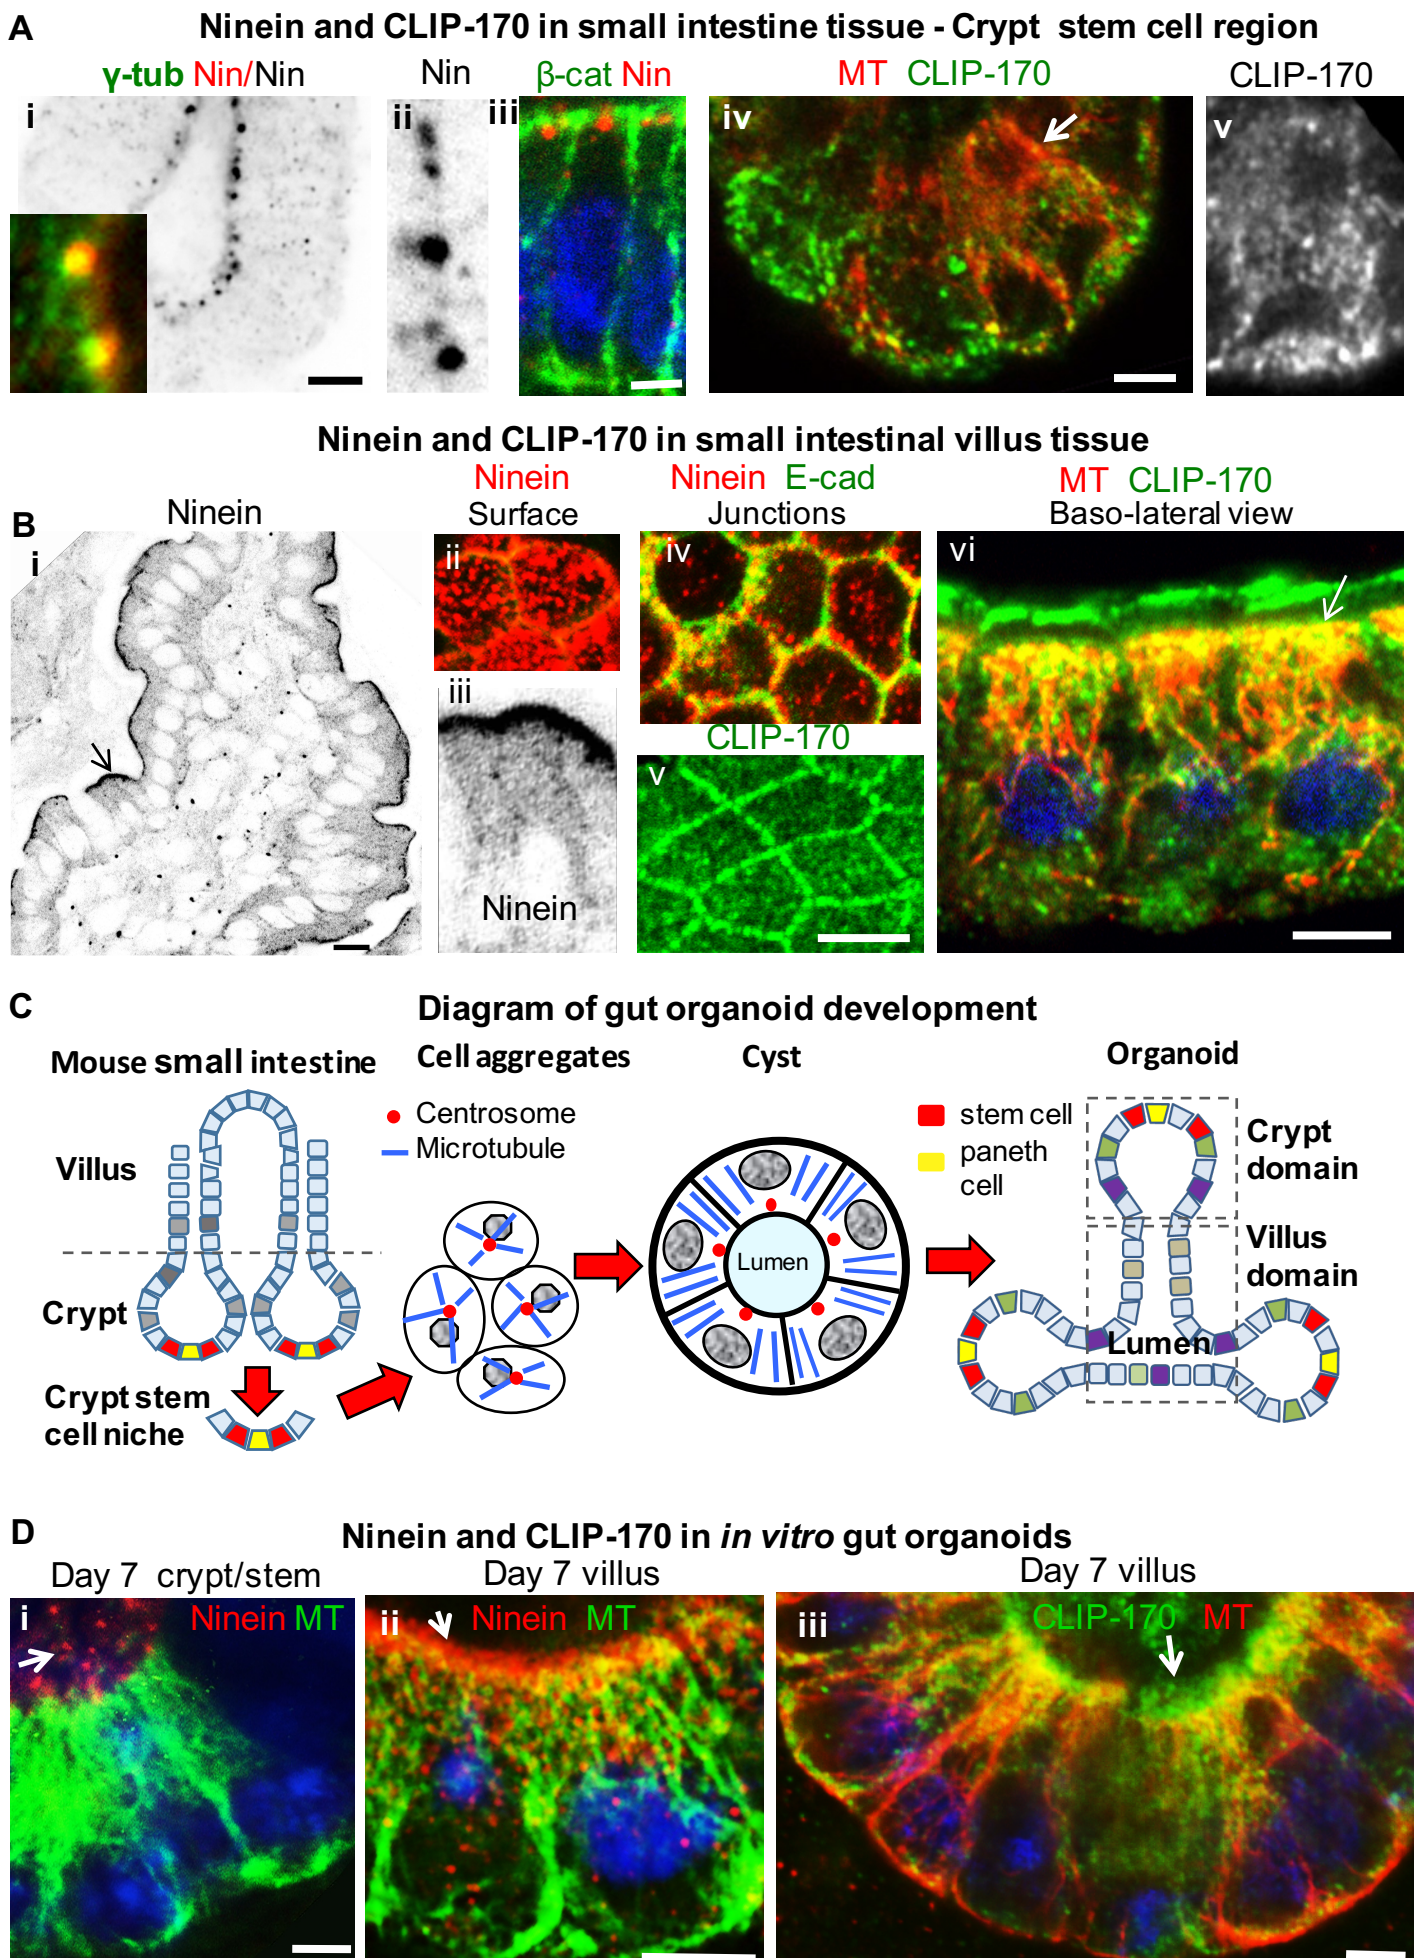 A
Ninein and CLIP-170 in small intestine tissue - Crypt stem cell region
γ-tub Nin/Nin
Nin
β-cat Nin
MT CLIP-170
CLIP-170
i
ii
iii
iv
v
Ninein and CLIP-170 in small intestinal villus tissue
B
Ninein
Ninein
Surface
Ninein E-cad
Junctions
MT CLIP-170
Baso-lateral view
i
ii
iii
Ninein
iv
CLIP-170
v
vi
C
Diagram of gut organoid development
Mouse small intestine
Cell aggregates
Cyst
Organoid
Centrosome
Microtubule
stem cell
paneth
cell
Villus
Crypt
Crypt stem
cell niche
Lumen
Crypt
domain
Villus
domain
Lumen
D
Ninein and CLIP-170 in in vitro gut organoids
Day 7 crypt/stem
Day 7 villus
Day 7 villus
i
Ninein MT
ii
Ninein MT
iii
CLIP-170 MT